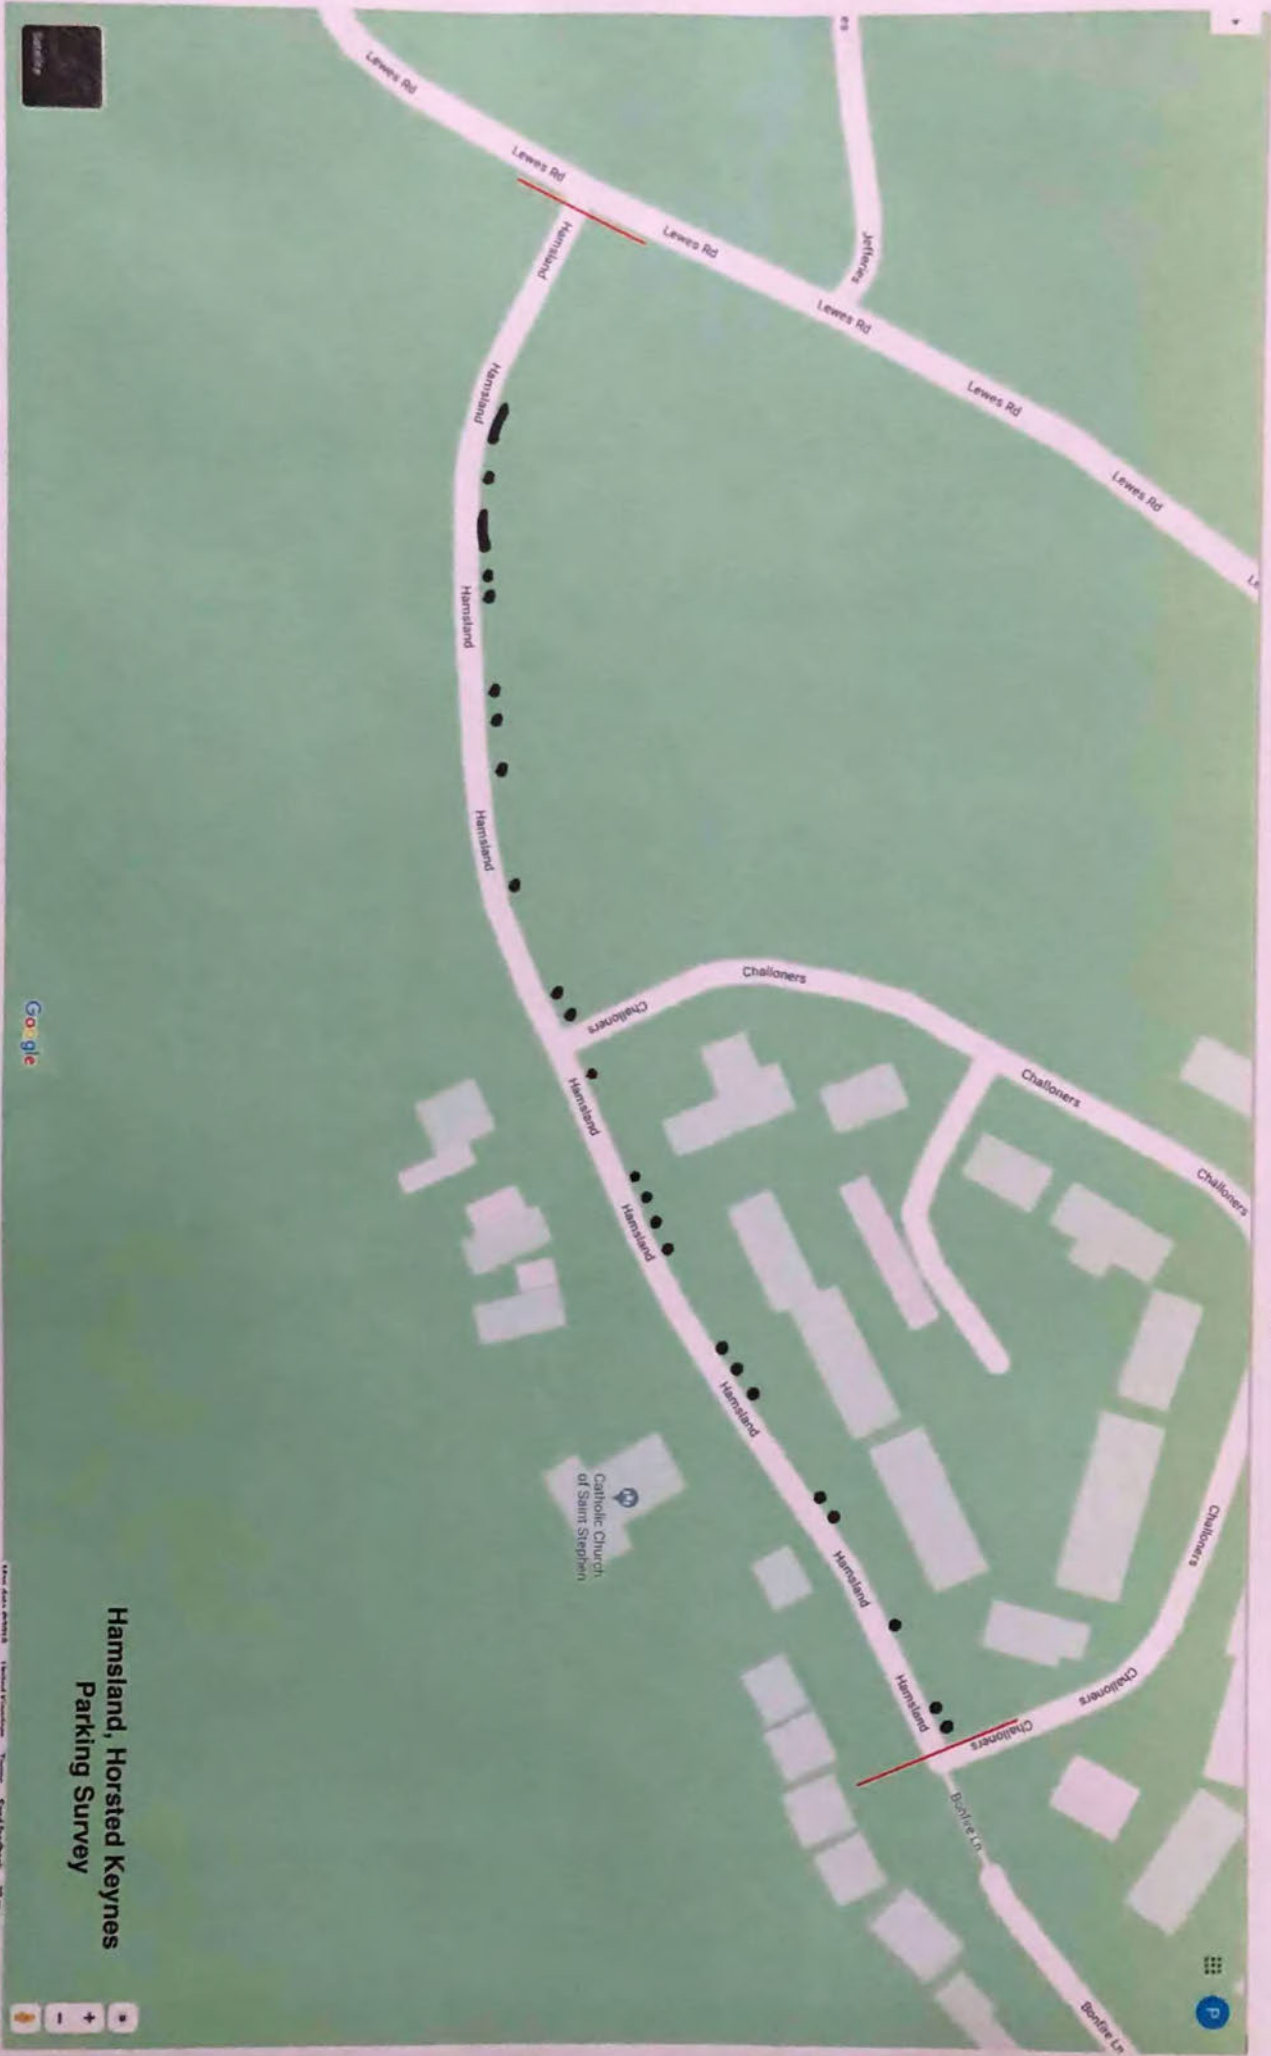 Satellite
Lewes Rd
Lewes Rd
Lewes Rd
Lewes Rd
Lewes Rd
Lewes Rd
es
Jefferies
Hamsland
Hamsland
Hamsland
Hamsland
Hamsland
Hamsland
Hamsland
Hamsland
Hamsland
Challoners
Challoners
Challoners
Challoners
Challoners
Challoners
Challoners
Catholic Church
of Saint Stephen
Bonfire Ln
Bonfire Ln
Google
P
Hamsland, Horsted Keynes
Parking Survey
+
−